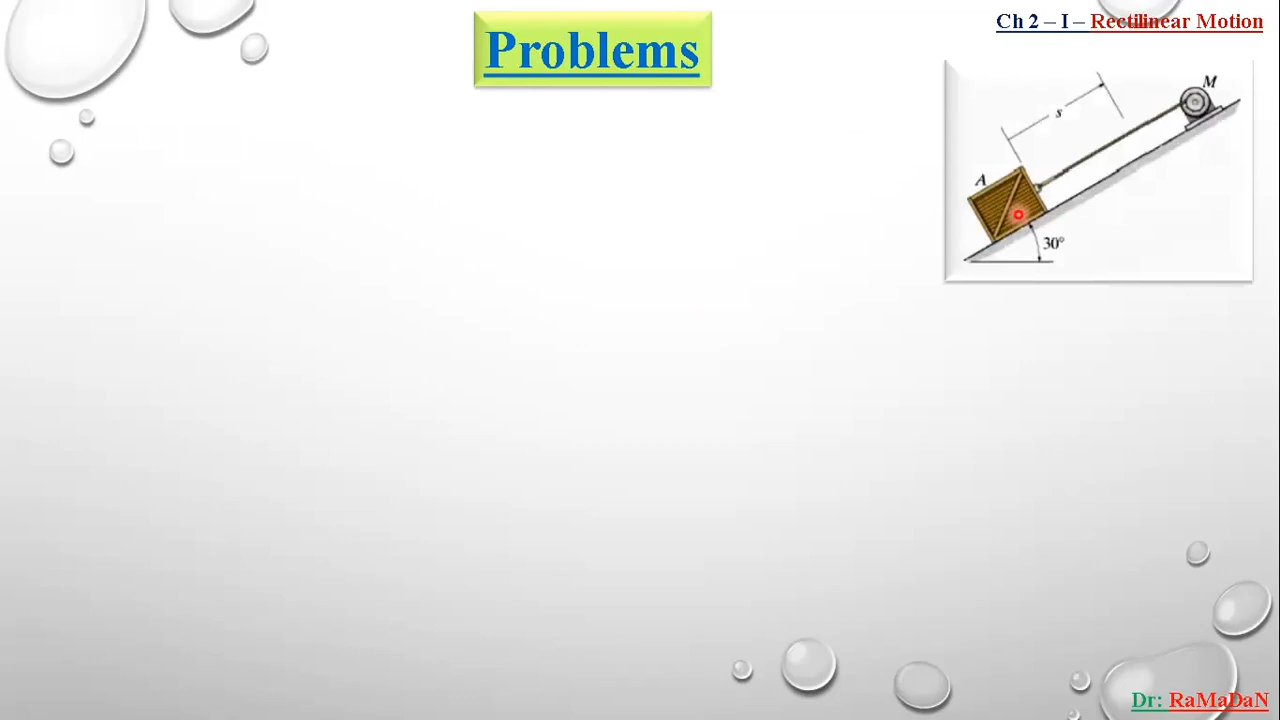 Problems
Ch 2 – I – Rectilinear Motion
M
s
A
30°
Dr: RaMaDaN